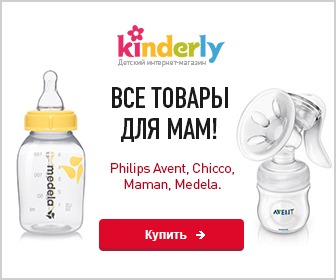 kinderly
Детский интернет-магазин
ВСЕ ТОВАРЫ
ДЛЯ МАМ!
Philips Avent, Chicco,
Maman, Medela.
medela
AVENT
Купить